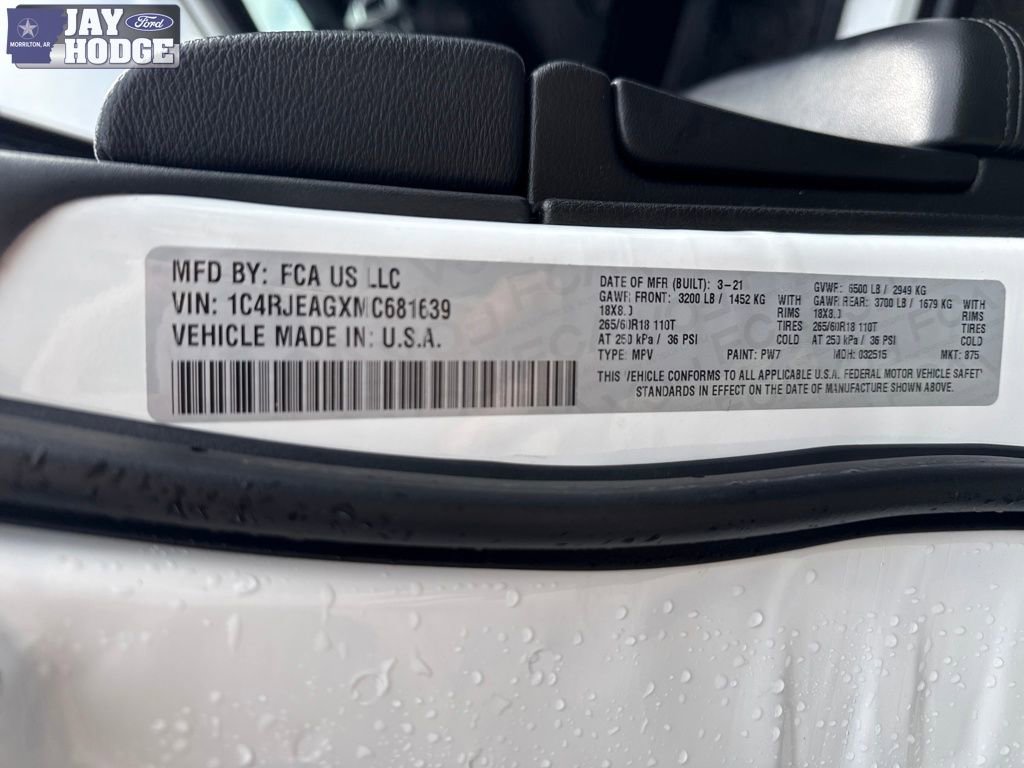 JAY
HODGE
Ford
MORRILTON, AR
MFD BY: FCA US LLC
VIN: 1C4RJEAGXMC681639
VEHICLE MADE IN: U.S.A.
DATE OF MFR (BUILT): 3-21
GVWR: 6500 LB / 2949 KG
GAWR FRONT: 3200 LB / 1452 KG
GAWR REAR: 3700 LB / 1679 KG
18X8.0 RIMS
18X8.0
265/60R18 110T TIRES
265/60R18 110T TIRES
AT 250 kPa / 36 PSI COLD
AT 250 kPa / 36 PSI COLD
TYPE: MPV PAINT: PW7 MDH: 032515 MKT: 875
THIS VEHICLE CONFORMS TO ALL APPLICABLE U.S.A. FEDERAL MOTOR VEHICLE SAFETY
STANDARDS IN EFFECT ON THE DATE OF MANUFACTURE SHOWN ABOVE.